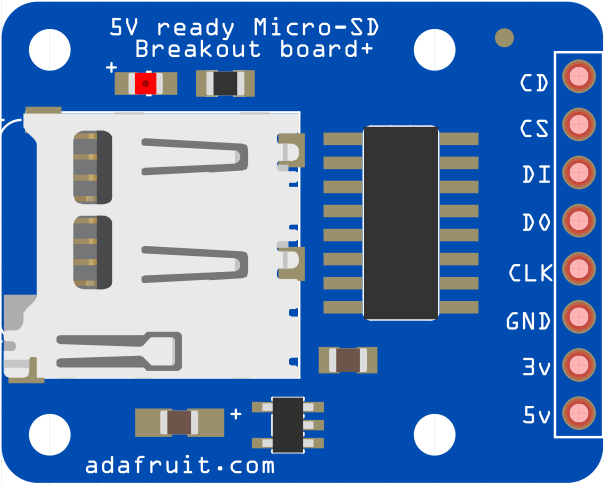 5V ready Micro-SD
Breakout board+
+
CD
CS
DI
DO
CLK
GND
3v
5v
+
adafruit.com